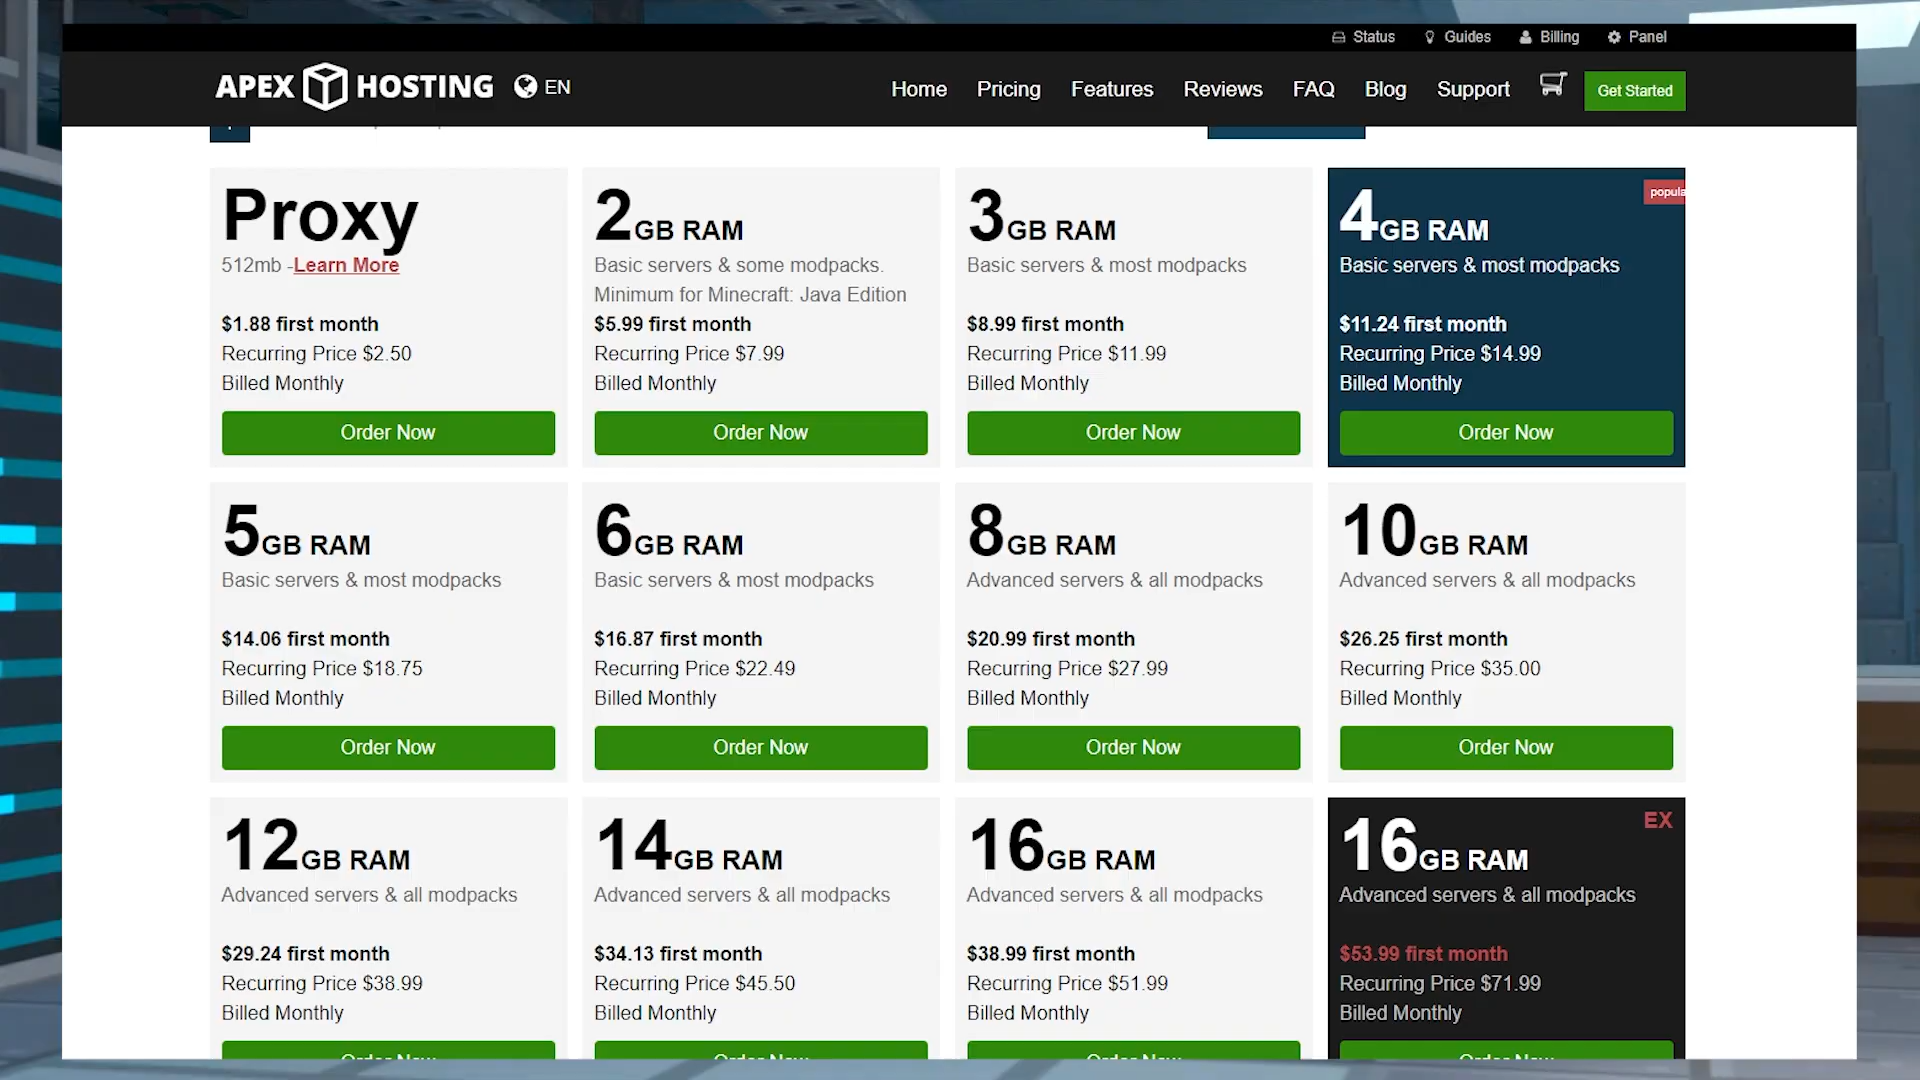 Status Guides Billing Panel
APEX HOSTING EN
Home Pricing Features Reviews FAQ Blog Support Get Started
Proxy
512mb -Learn More
$1.88 first month
Recurring Price $2.50
Billed Monthly
Order Now
2GB RAM
Basic servers & some modpacks.
Minimum for Minecraft: Java Edition
$5.99 first month
Recurring Price $7.99
Billed Monthly
Order Now
3GB RAM
Basic servers & most modpacks
$8.99 first month
Recurring Price $11.99
Billed Monthly
Order Now
popula
4GB RAM
Basic servers & most modpacks
$11.24 first month
Recurring Price $14.99
Billed Monthly
Order Now
5GB RAM
Basic servers & most modpacks
$14.06 first month
Recurring Price $18.75
Billed Monthly
Order Now
6GB RAM
Basic servers & most modpacks
$16.87 first month
Recurring Price $22.49
Billed Monthly
Order Now
8GB RAM
Advanced servers & all modpacks
$20.99 first month
Recurring Price $27.99
Billed Monthly
Order Now
10GB RAM
Advanced servers & all modpacks
$26.25 first month
Recurring Price $35.00
Billed Monthly
Order Now
12GB RAM
Advanced servers & all modpacks
$29.24 first month
Recurring Price $38.99
Billed Monthly
Order Now
14GB RAM
Advanced servers & all modpacks
$34.13 first month
Recurring Price $45.50
Billed Monthly
Order Now
16GB RAM
Advanced servers & all modpacks
$38.99 first month
Recurring Price $51.99
Billed Monthly
Order Now
EX
16GB RAM
Advanced servers & all modpacks
$53.99 first month
Recurring Price $71.99
Billed Monthly
Order Now